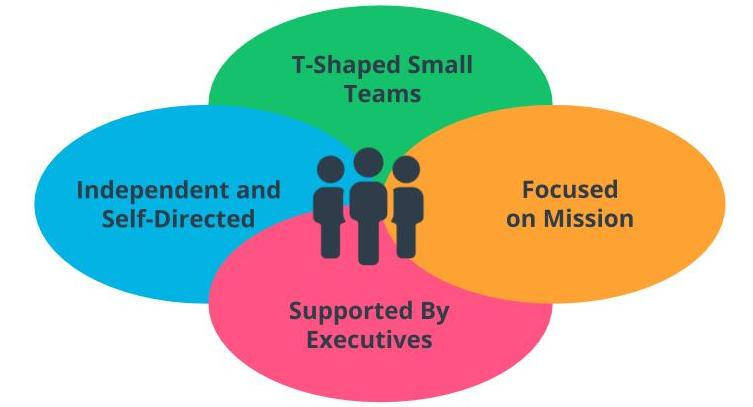 T-Shaped Small
Teams
Independent and
Self-Directed
Focused
on Mission
Supported By
Executives